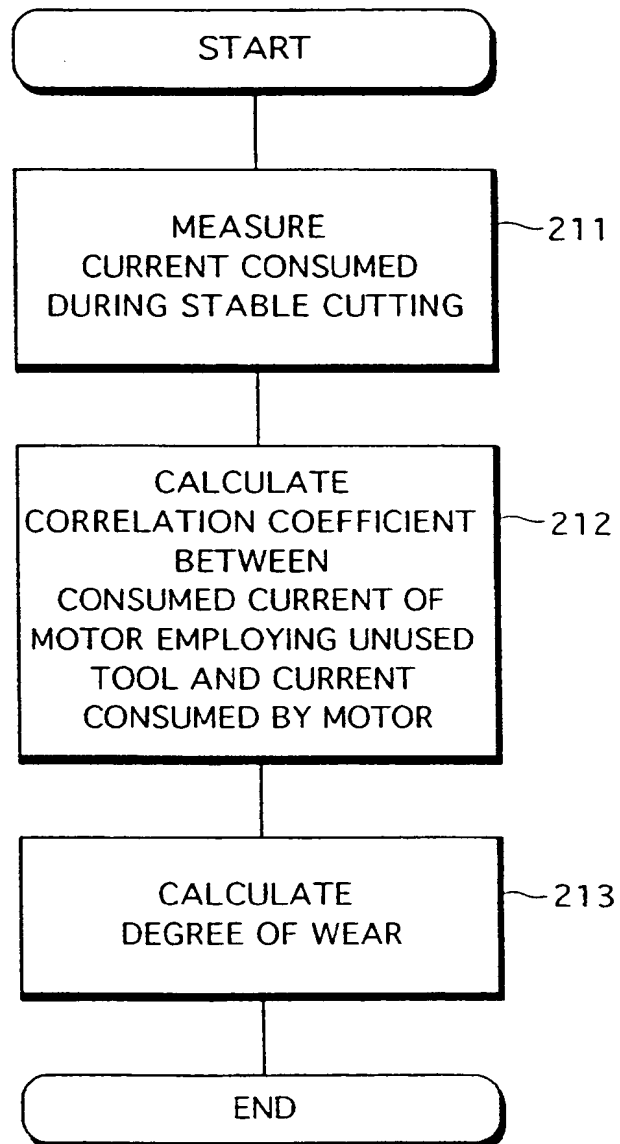 START
MEASURE
CURRENT CONSUMED
DURING STABLE CUTTING
211
CALCULATE
CORRELATION COEFFICIENT
BETWEEN
CONSUMED CURRENT OF
MOTOR EMPLOYING UNUSED
TOOL AND CURRENT
CONSUMED BY MOTOR
212
CALCULATE
DEGREE OF WEAR
213
END